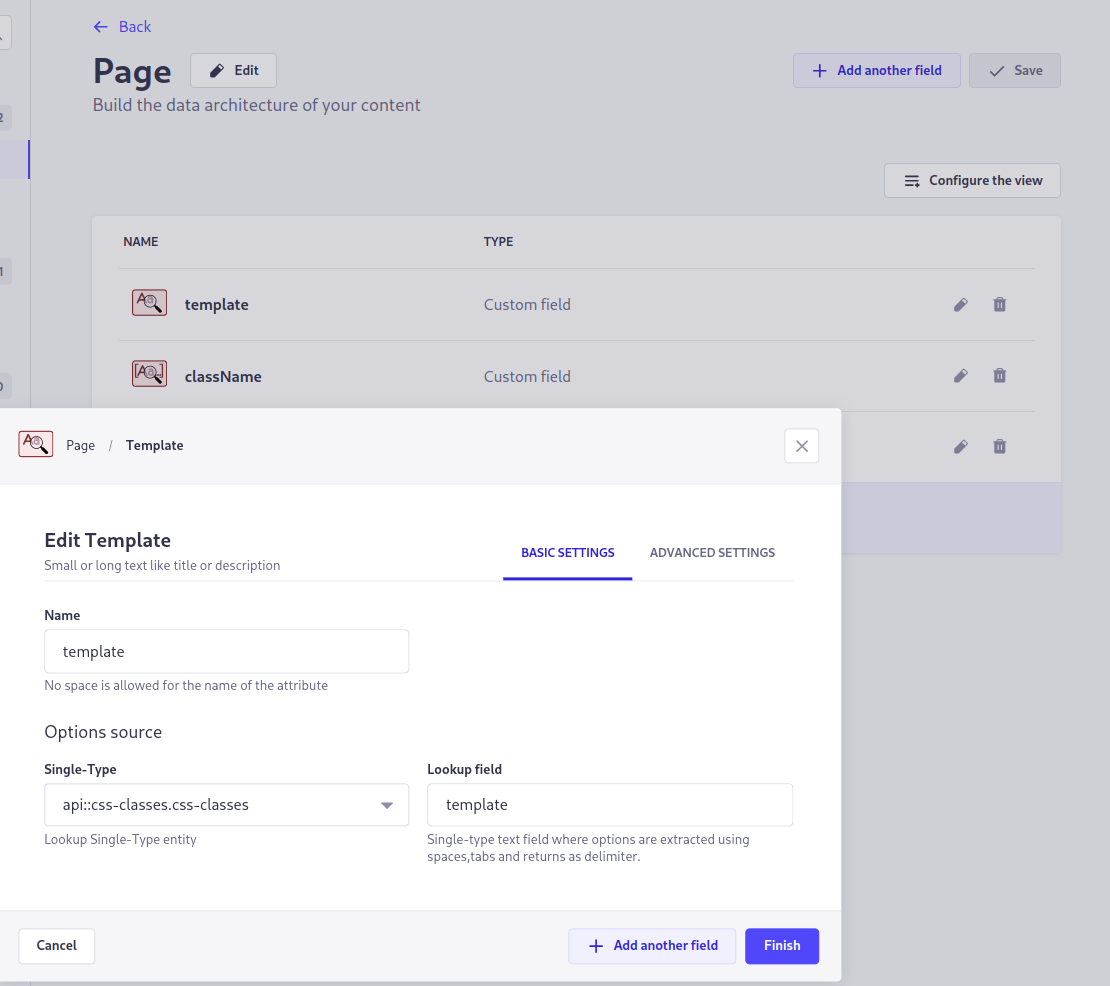 Back
Page
Edit
Add another field
Save
Build the data architecture of your content
2
Configure the view
NAME TYPE
1
template Custom field
className Custom field
Page / Template
Edit Template
Small or long text like title or description
BASIC SETTINGS
ADVANCED SETTINGS
Name
template
No space is allowed for the name of the attribute
Options source
Single-Type
api::css-classes.css-classes
Lookup Single-Type entity
Lookup field
template
Single-type text field where options are extracted using
spaces,tabs and returns as delimiter.
Cancel
Add another field
Finish